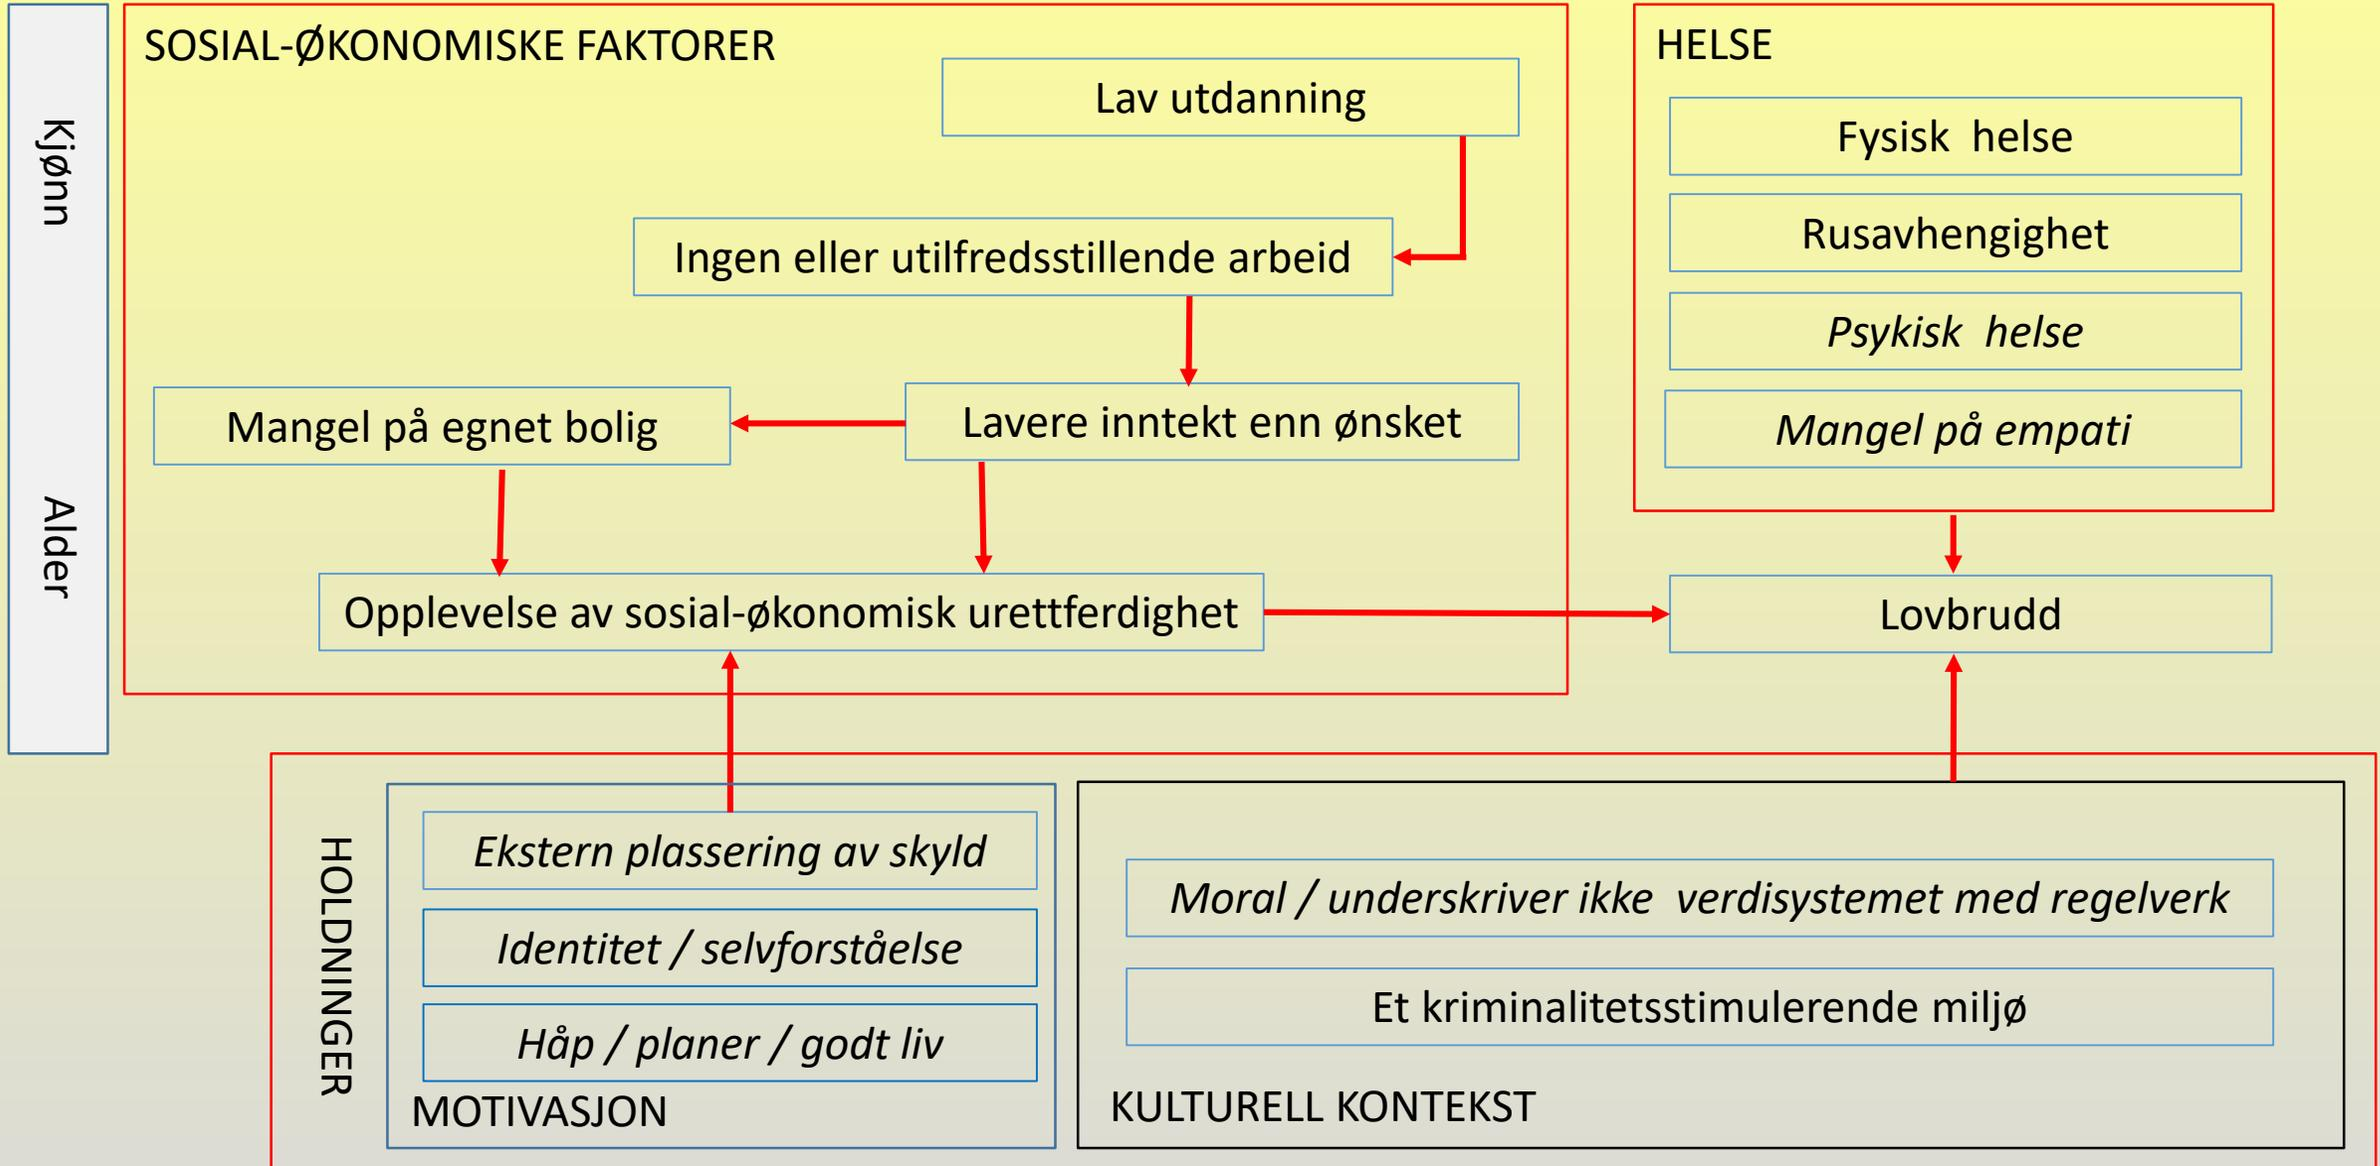 Kjønn
Alder
SOSIAL-ØKONOMISKE FAKTORER
Lav utdanning
Ingen eller utilfredsstillende arbeid
Mangel på egnet bolig
Lavere inntekt enn ønsket
Opplevelse av sosial-økonomisk urettferdighet
HELSE
Fysisk  helse
Rusavhengighet
Psykisk  helse
Mangel på empati
Lovbrudd
HOLDNINGER
Ekstern plassering av skyld
Identitet / selvforståelse
Håp / planer / godt liv
MOTIVASJON
Moral / underskriver ikke  verdisystemet med regelverk
Et kriminalitetsstimulerende miljø
KULTURELL KONTEKST